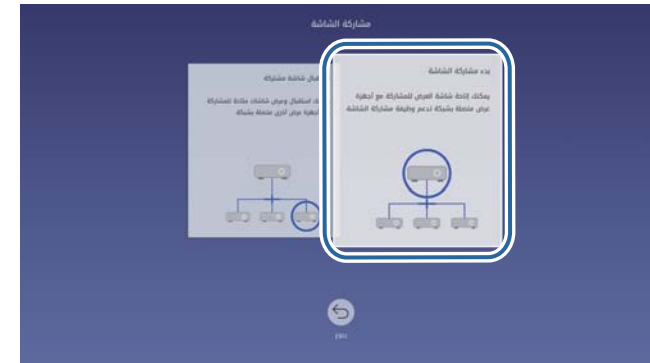 مشاركة الشاشة
بدء مشاركة الشاشة
يمكنك إتاحة شاشة العرض للمشاركة مع أجهزة
عرض متصلة بشبكة تدعم وظيفة مشاركة الشاشة.
شاشة مشتركة
استقبال وعرض شاشات متاحة للمشاركة
أجهزة عرض أخرى متصلة بشبكة.